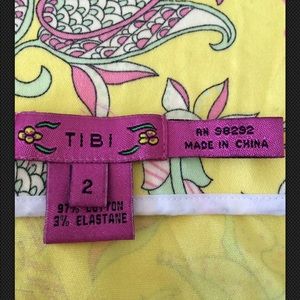 TIBI
RN 98292
MADE IN CHINA
2
97% COTTON
3% ELASTANE